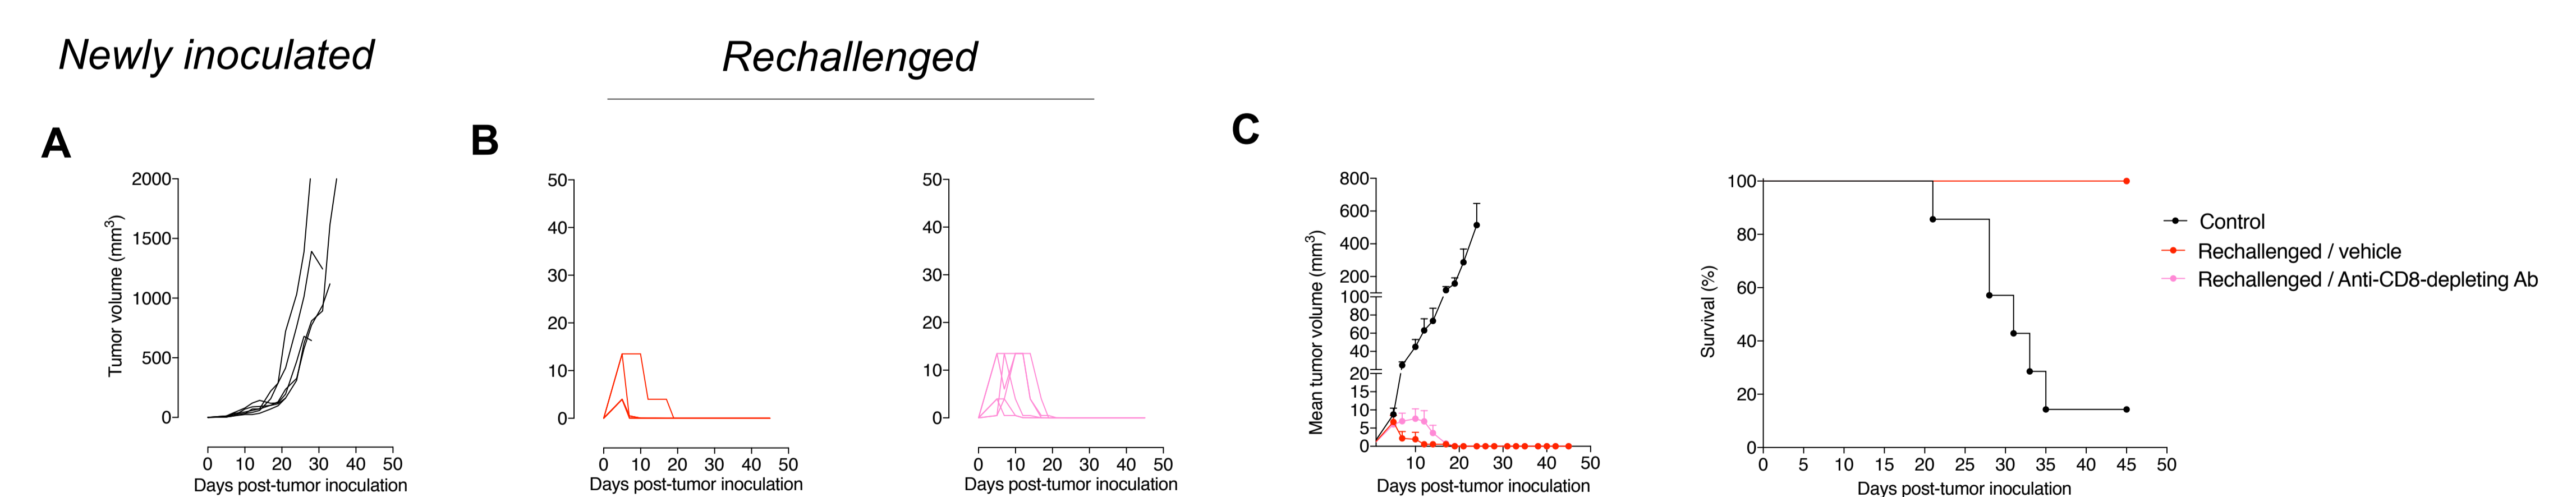 Newly inoculated
Rechallenged
A
Tumor volume (mm3)
2000
1500
1000
500
0
0 10 20 30 40 50
Days post-tumor inoculation
B
50
40
30
20
10
0
0 10 20 30 40 50
Days post-tumor inoculation
50
40
30
20
10
0
0 10 20 30 40 50
Days post-tumor inoculation
C
Mean tumor volume (mm3)
800
600
400
200
100
80
60
40
20
15
10
5
0
10 20 30 40 50
Days post-tumor inoculation
Survival (%)
100
80
60
40
20
0
0 5 10 15 20 25 30 35 40 45 50
Days post-tumor inoculation
Control
Rechallenged / vehicle
Rechallenged / Anti-CD8-depleting Ab